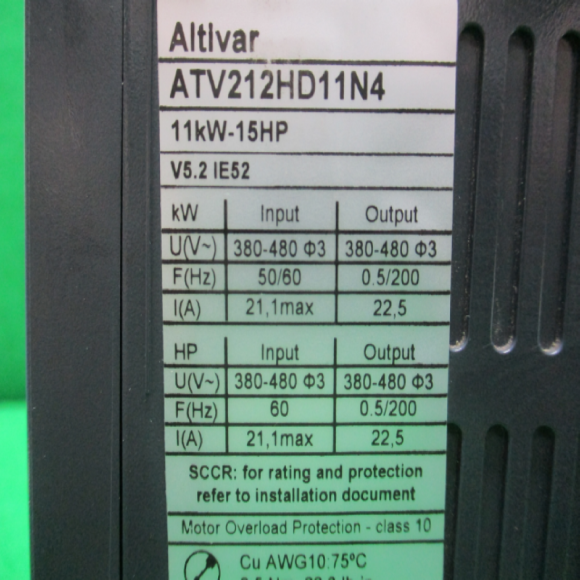 Altivar
ATV212HD11N4
11kW-15HP
V5.2 IE52
kW Input Output
U(V~) 380-480 Φ3 380-480 Φ3
F(Hz) 50/60 0.5/200
I(A) 21,1max 22,5
HP Input Output
U(V~) 380-480 Φ3 380-480 Φ3
F(Hz) 60 0.5/200
I(A) 21,1max 22,5
SCCR: for rating and protection
refer to installation document
Motor Overload Protection - class 10
Cu AWG10:75ºC